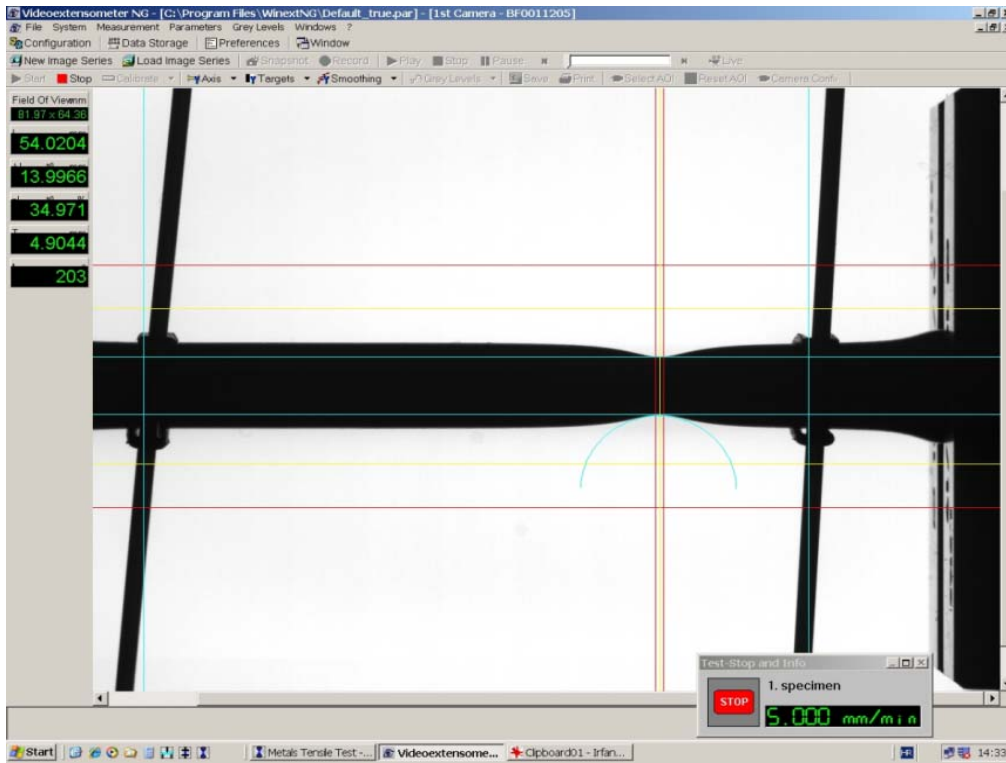 Videoextensometer NG - [C:\Program Files\WinextNG\Default_true.par] - [1st Camera - BF0011205]
File System Measurement Parameters Grey Levels Windows ?
Configuration Data Storage Preferences Window
New Image Series Load Image Series Snapshot Record Play Stop Pause Live
Start Stop Calibrate Axis Targets Smoothing Grey Levels Save Print Select AOI Reset AOI Camera Confi
Field Of View mm
81.97 x 64.36
54.0204
13.9966
34.971
4.9044
203
Test-Stop and Info
1. specimen
STOP
5.000 mm/min
Start Metals Tensile Test -... Videoextensome... Clipboard01 - Irfan... 14:33